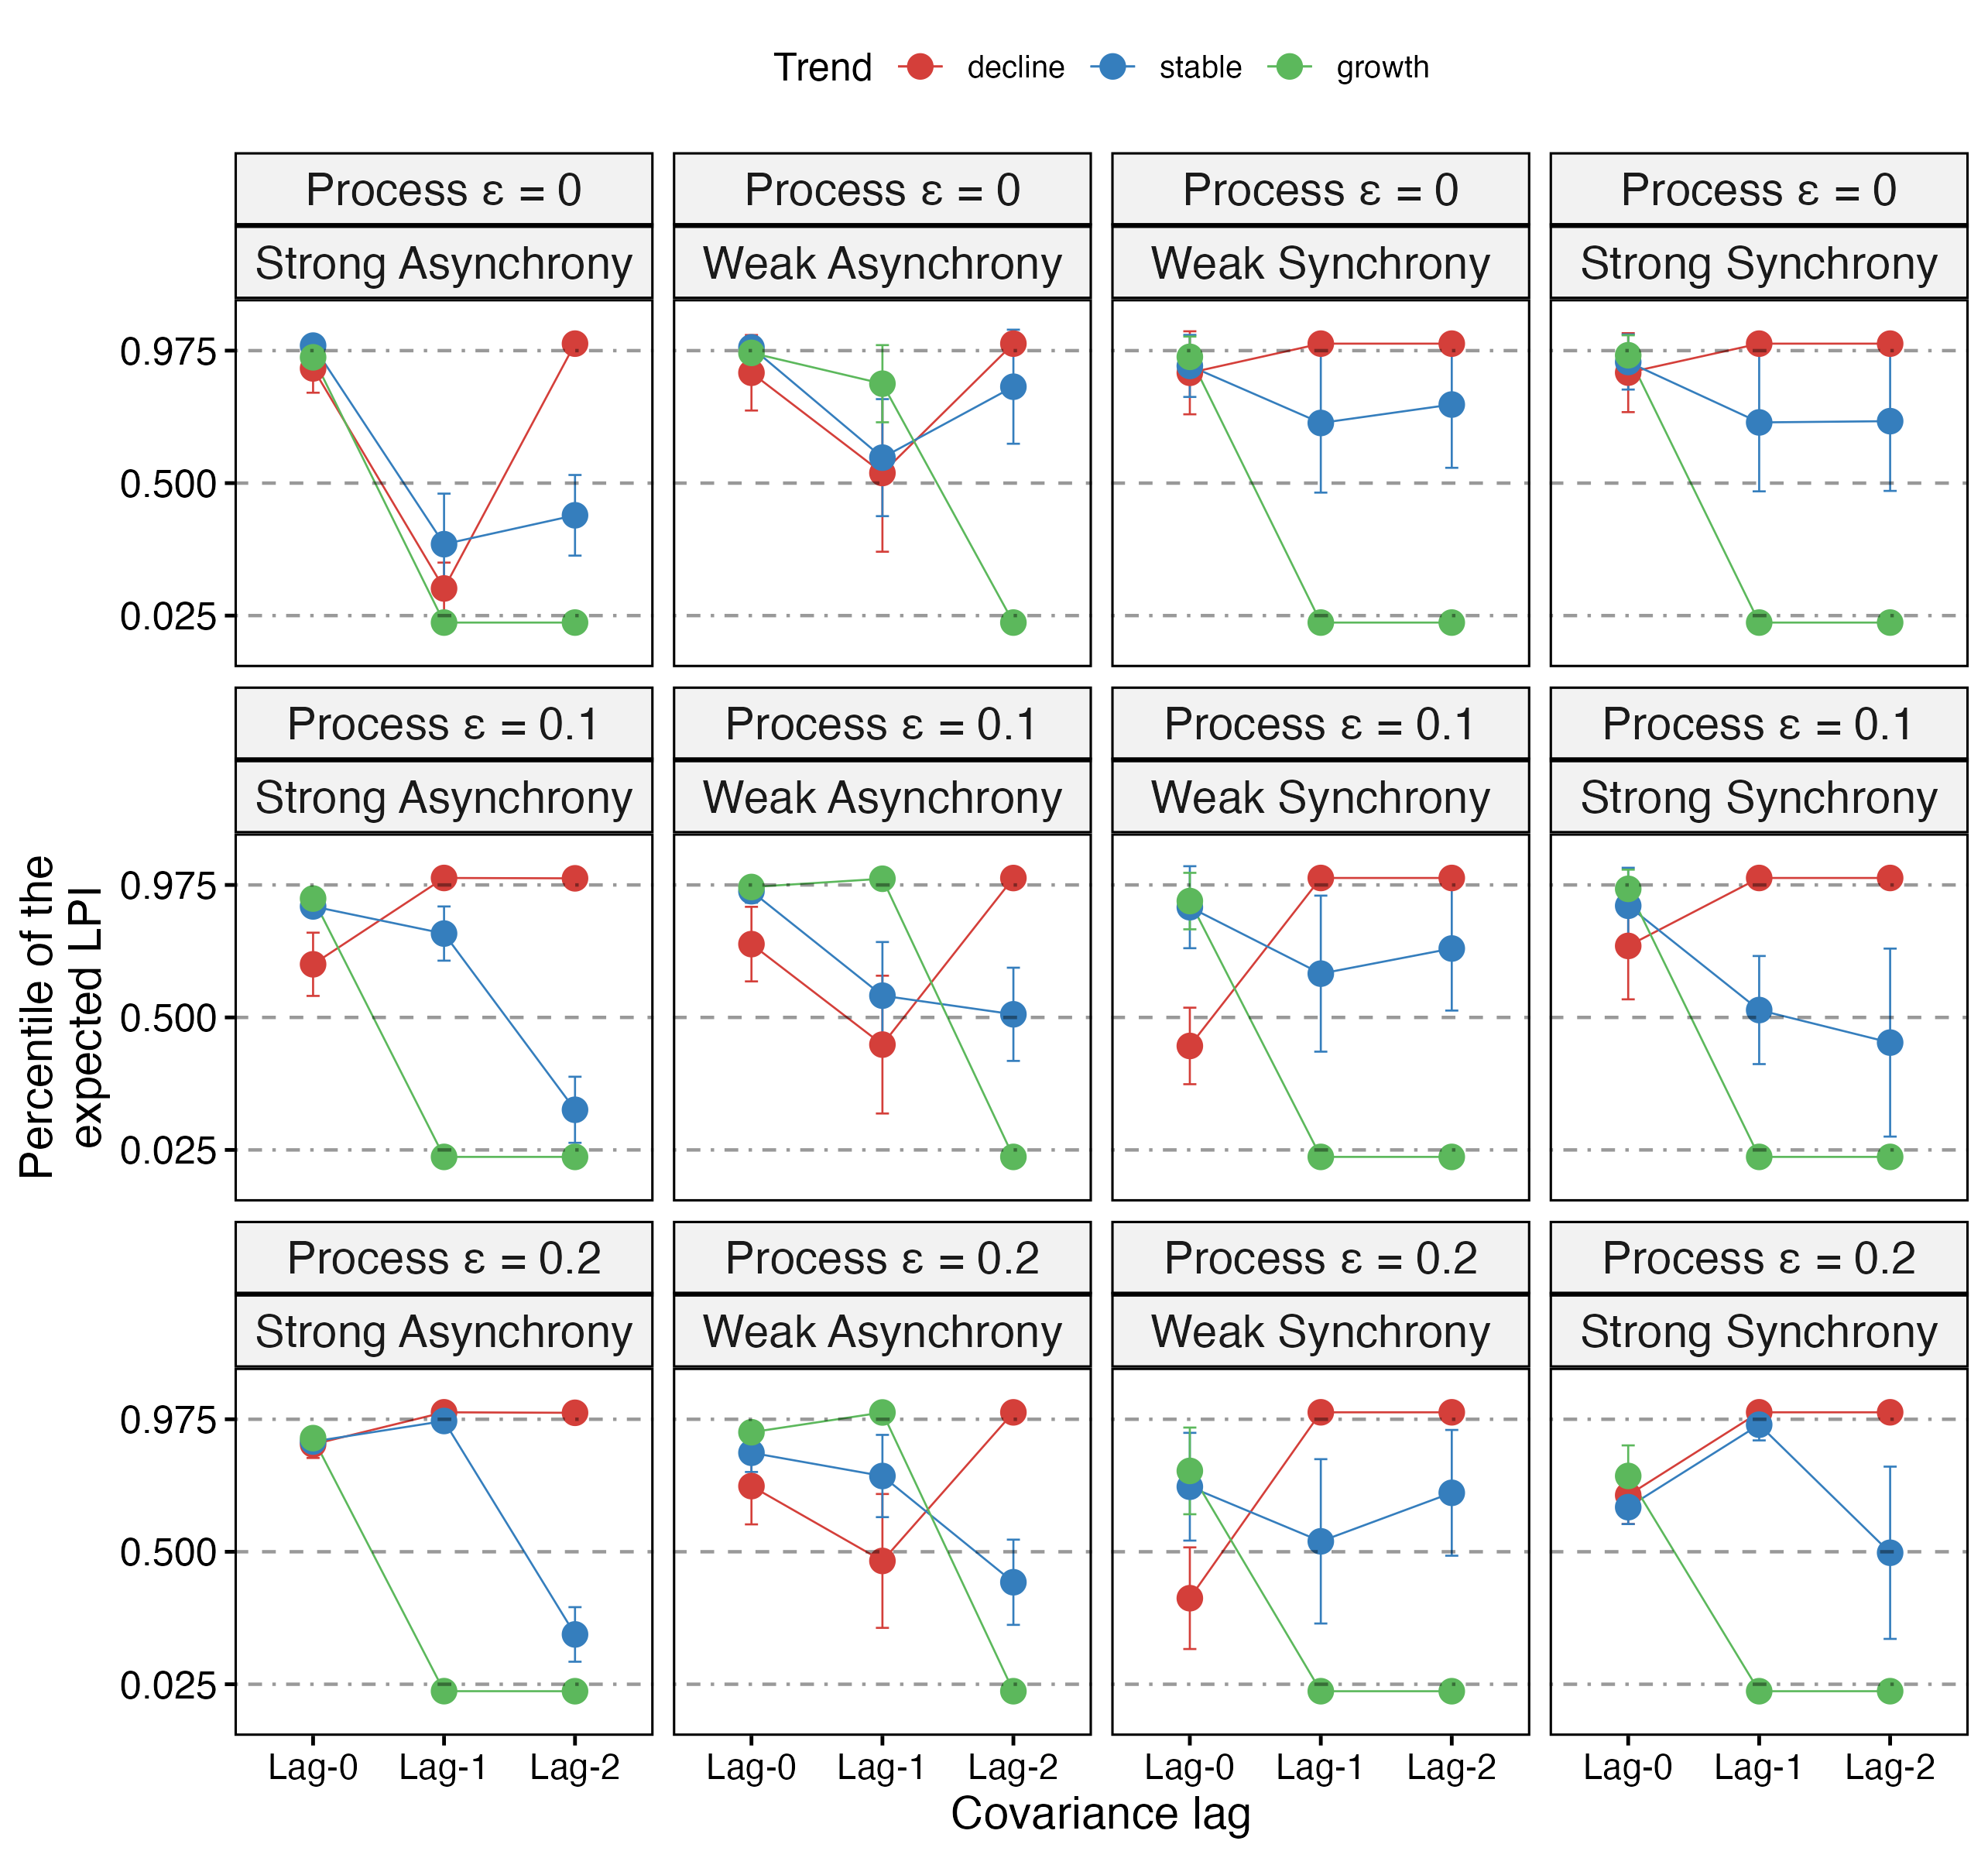 Trend decline stable growth
Process ε = 0 Process ε = 0 Process ε = 0 Process ε = 0
Strong Asynchrony Weak Asynchrony Weak Synchrony Strong Synchrony
0.975
0.500
0.025
Process ε = 0.1 Process ε = 0.1 Process ε = 0.1 Process ε = 0.1
Strong Asynchrony Weak Asynchrony Weak Synchrony Strong Synchrony
0.975
0.500
0.025
Process ε = 0.2 Process ε = 0.2 Process ε = 0.2 Process ε = 0.2
Strong Asynchrony Weak Asynchrony Weak Synchrony Strong Synchrony
0.975
0.500
0.025
Lag-0 Lag-1 Lag-2 Lag-0 Lag-1 Lag-2 Lag-0 Lag-1 Lag-2 Lag-0 Lag-1 Lag-2
Covariance lag
Percentile of the
expected LPI